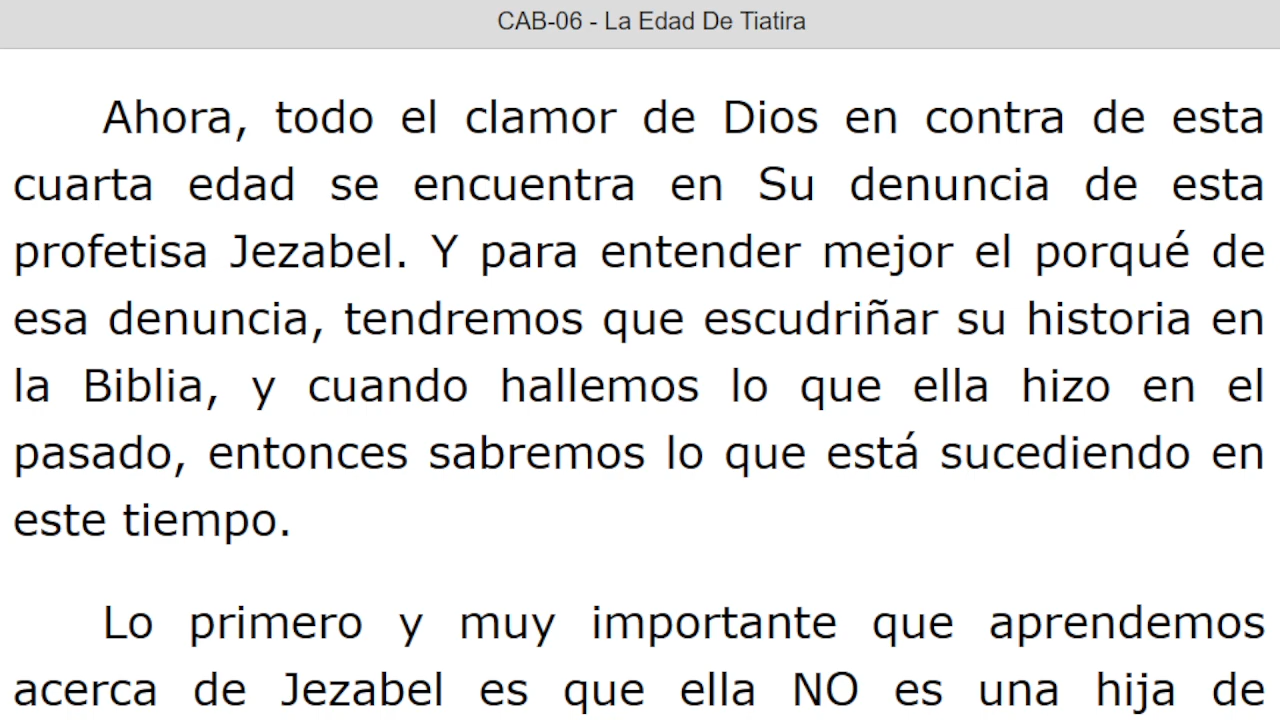 CAB-06 - La Edad De Tiatira
Ahora, todo el clamor de Dios en contra de esta
cuarta edad se encuentra en Su denuncia de esta
profetisa Jezabel. Y para entender mejor el porqué de
esa denuncia, tendremos que escudriñar su historia en
la Biblia, y cuando hallemos lo que ella hizo en el
pasado, entonces sabremos lo que está sucediendo en
este tiempo.
Lo primero y muy importante que aprendemos
acerca de Jezabel es que ella NO es una hija de